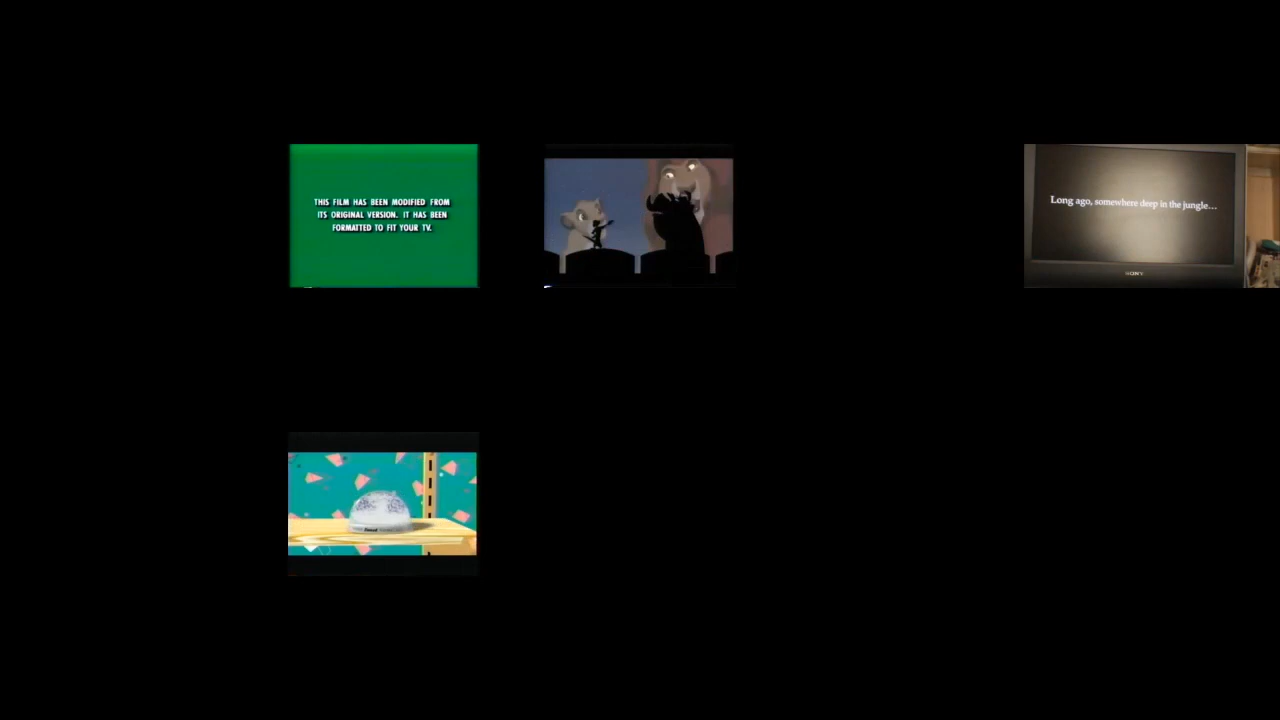 THIS FILM HAS BEEN MODIFIED FROM
ITS ORIGINAL VERSION. IT HAS BEEN
FORMATTED TO FIT YOUR TV.
Long ago, somewhere deep in the jungle...
SONY